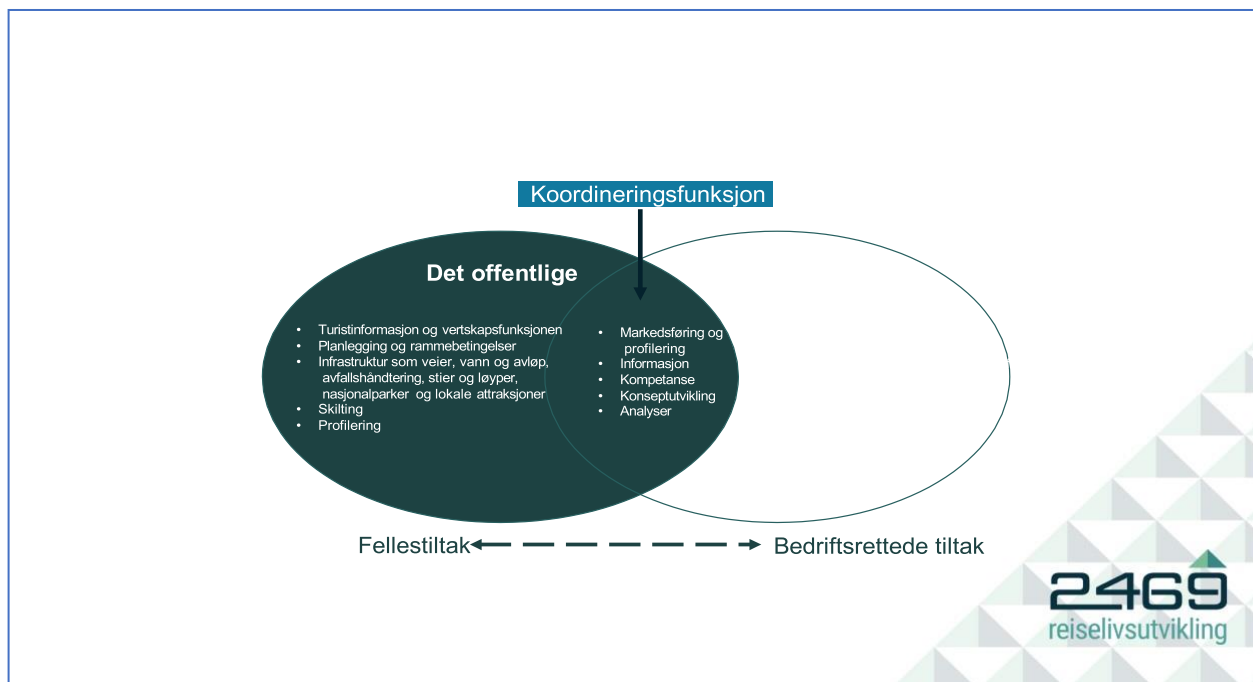 Koordineringsfunksjon
Det offentlige
• Turistinformasjon og vertskapsfunksjonen
• Planlegging og rammebetingelser
• Infrastruktur som veier, vann og avløp,
avfallshåndtering, stier og løyper,
nasjonalparker og lokale attraksjoner
• Skilting
• Profilering
• Markedsføring og
profilering
• Informasjon
• Kompetanse
• Konseptutvikling
• Analyser
Fellestiltak
Bedriftsrettede tiltak
2469
reiselivsutvikling